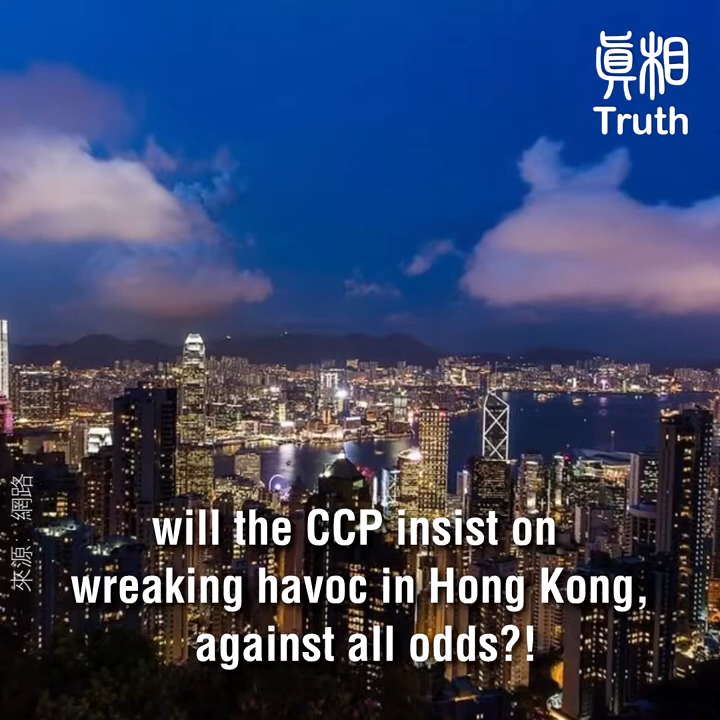 眞相
Truth
來源：網路
will the CCP insist on
wreaking havoc in Hong Kong,
against all odds?!